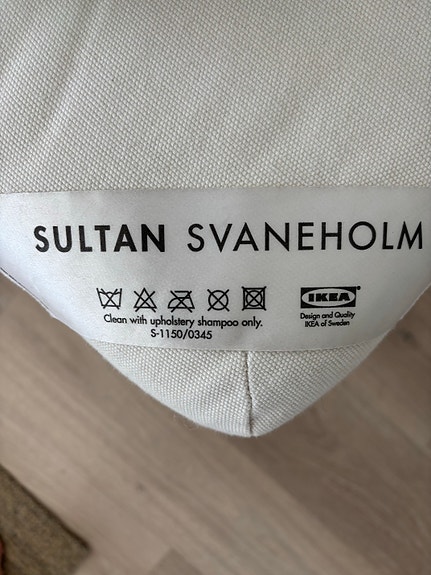 SULTAN SVANEHOLM
Clean with upholstery shampoo only.
S-1150/0345
IKEA
Design and Quality
IKEA of Sweden